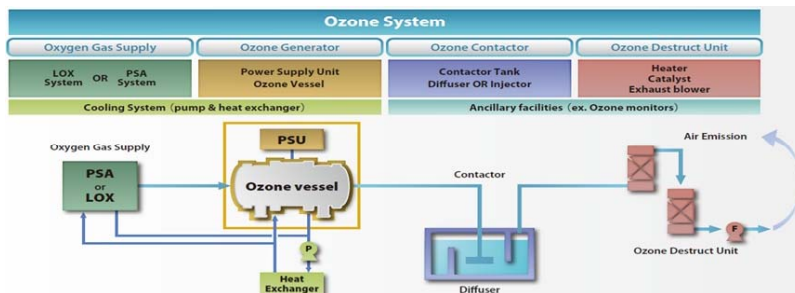 Ozone System
Oxygen Gas Supply
Ozone Generator
Ozone Contactor
Ozone Destruct Unit
LOX OR PSA
System System
Power Supply Unit
Ozone Vessel
Contactor Tank
Diffuser OR Injector
Heater
Catalyst
Exhaust blower
Cooling System (pump & heat exchanger)
Ancillary facilities (ex. Ozone monitors)
Air Emission
Oxygen Gas Supply
PSU
PSA
or
LOX
Ozone vessel
Contactor
P
F
Ozone Destruct Unit
Heat
Exchanger
Diffuser